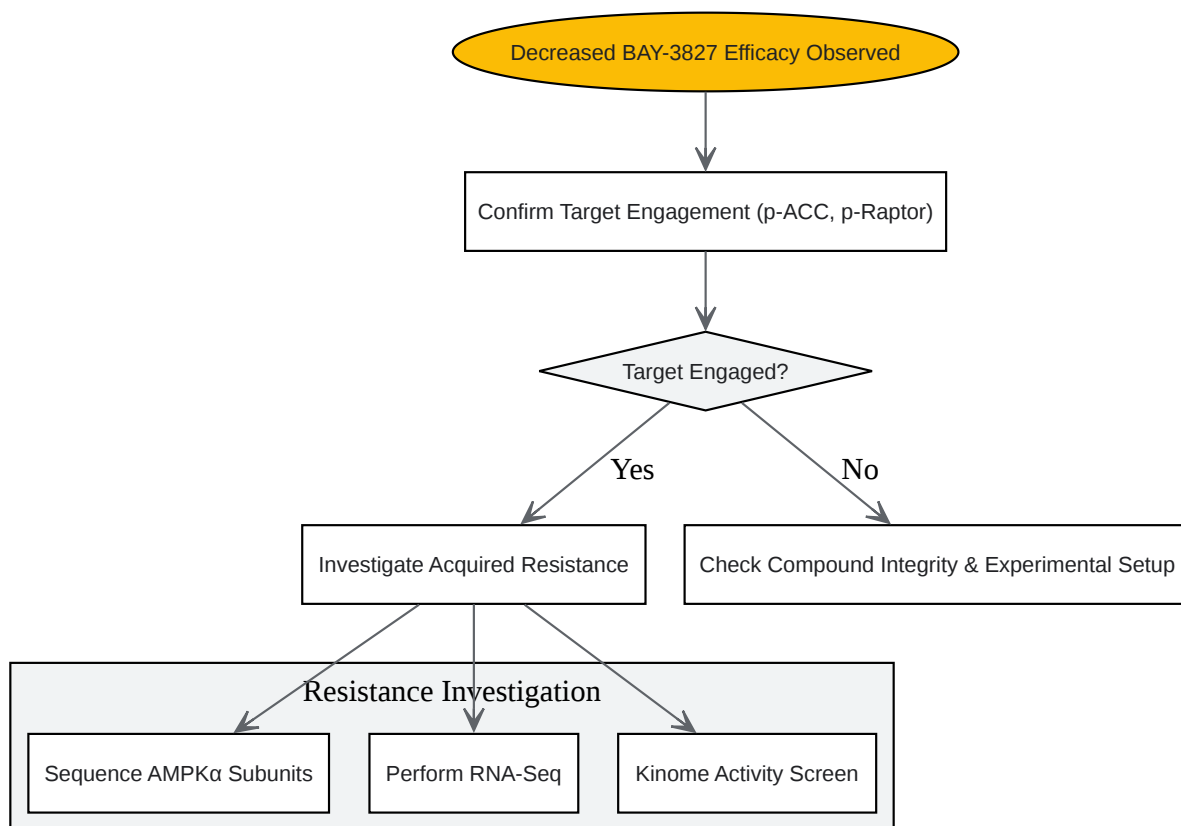 Decreased BAY-3827 Efficacy Observed
Confirm Target Engagement (p-ACC, p-Raptor)
Target Engaged?
Yes
No
Investigate Acquired Resistance
Check Compound Integrity & Experimental Setup
Resistance Investigation
Sequence AMPKα Subunits
Perform RNA-Seq
Kinome Activity Screen